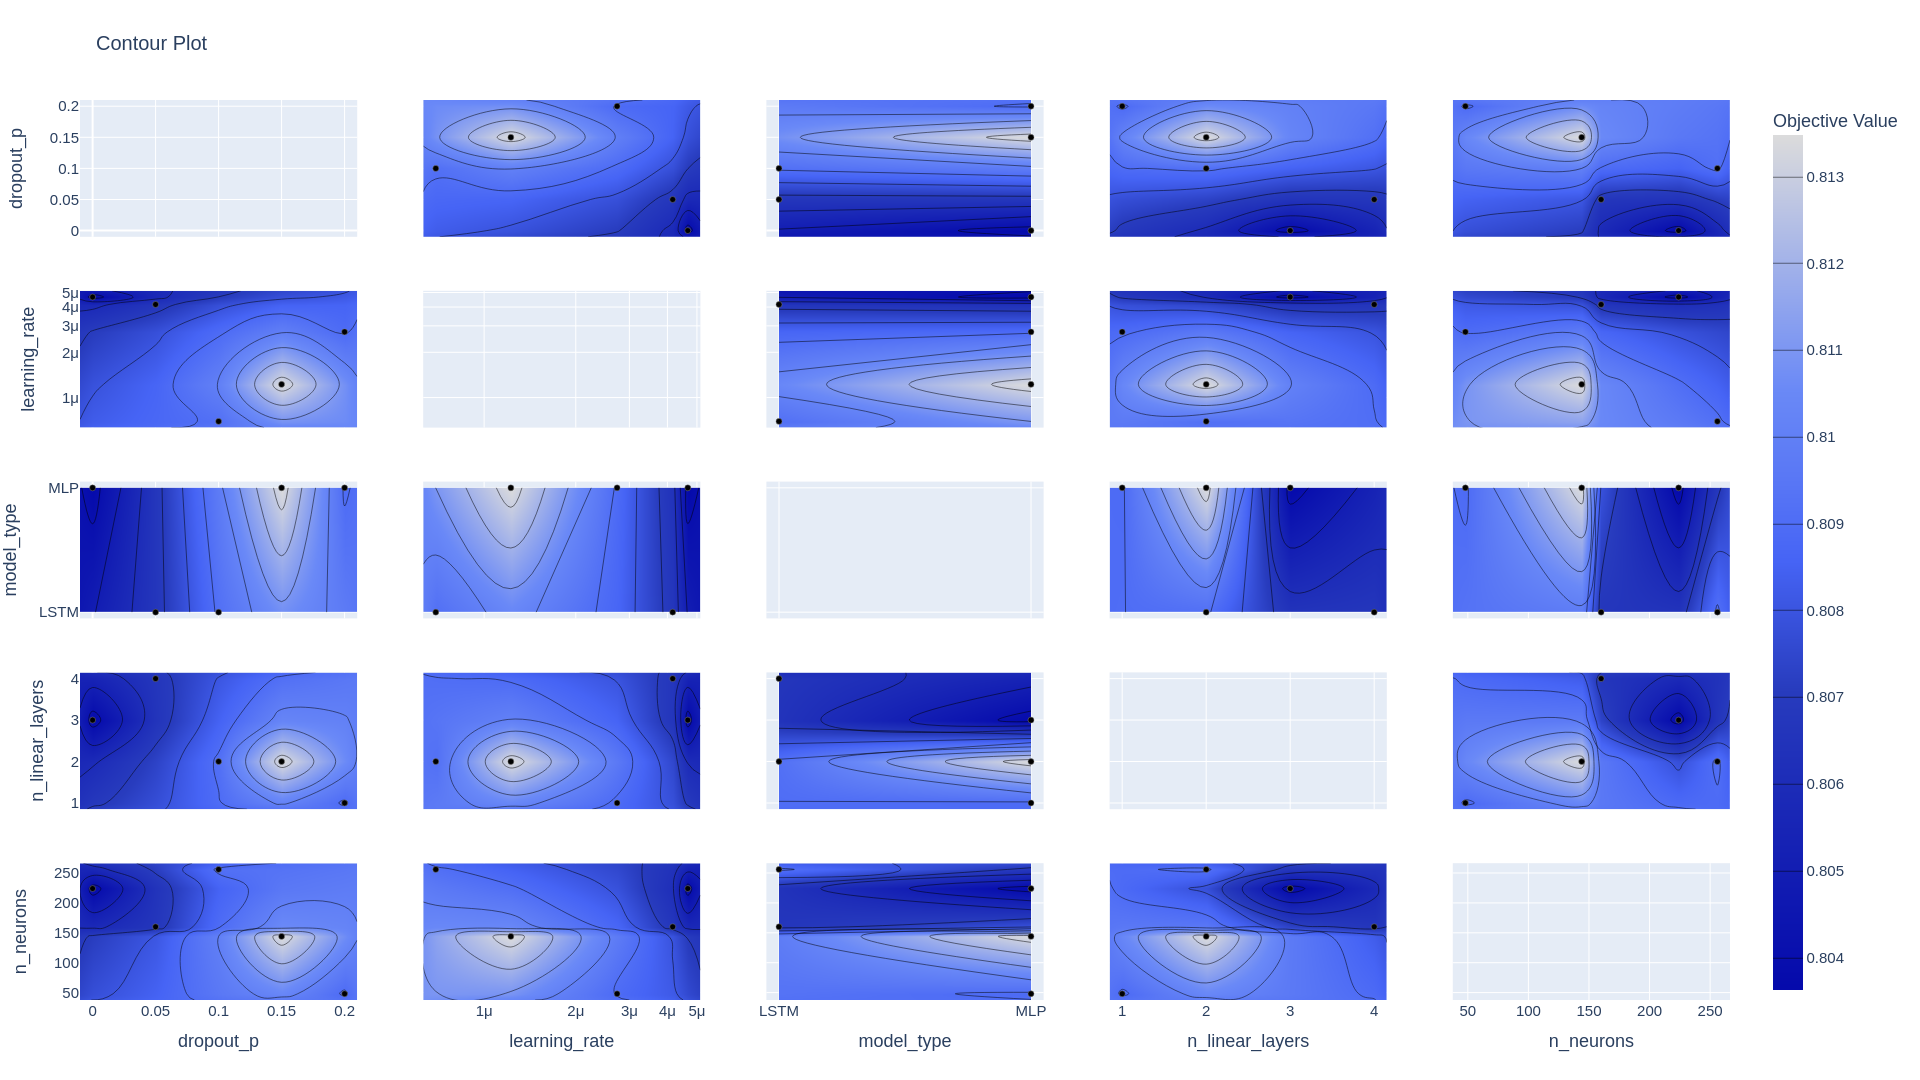 Contour Plot
Objective Value
dropout_p
0.2
0.15
0.1
0.05
0
learning_rate
5μ
4μ
3μ
2μ
1μ
model_type
MLP
LSTM
n_linear_layers
4
3
2
1
n_neurons
250
200
150
100
50
0 0.05 0.1 0.15 0.2
1μ 2μ 3μ 4μ 5μ
LSTM MLP
1 2 3 4
50 100 150 200 250
dropout_p
learning_rate
model_type
n_linear_layers
n_neurons
0.813
0.812
0.811
0.81
0.809
0.808
0.807
0.806
0.805
0.804